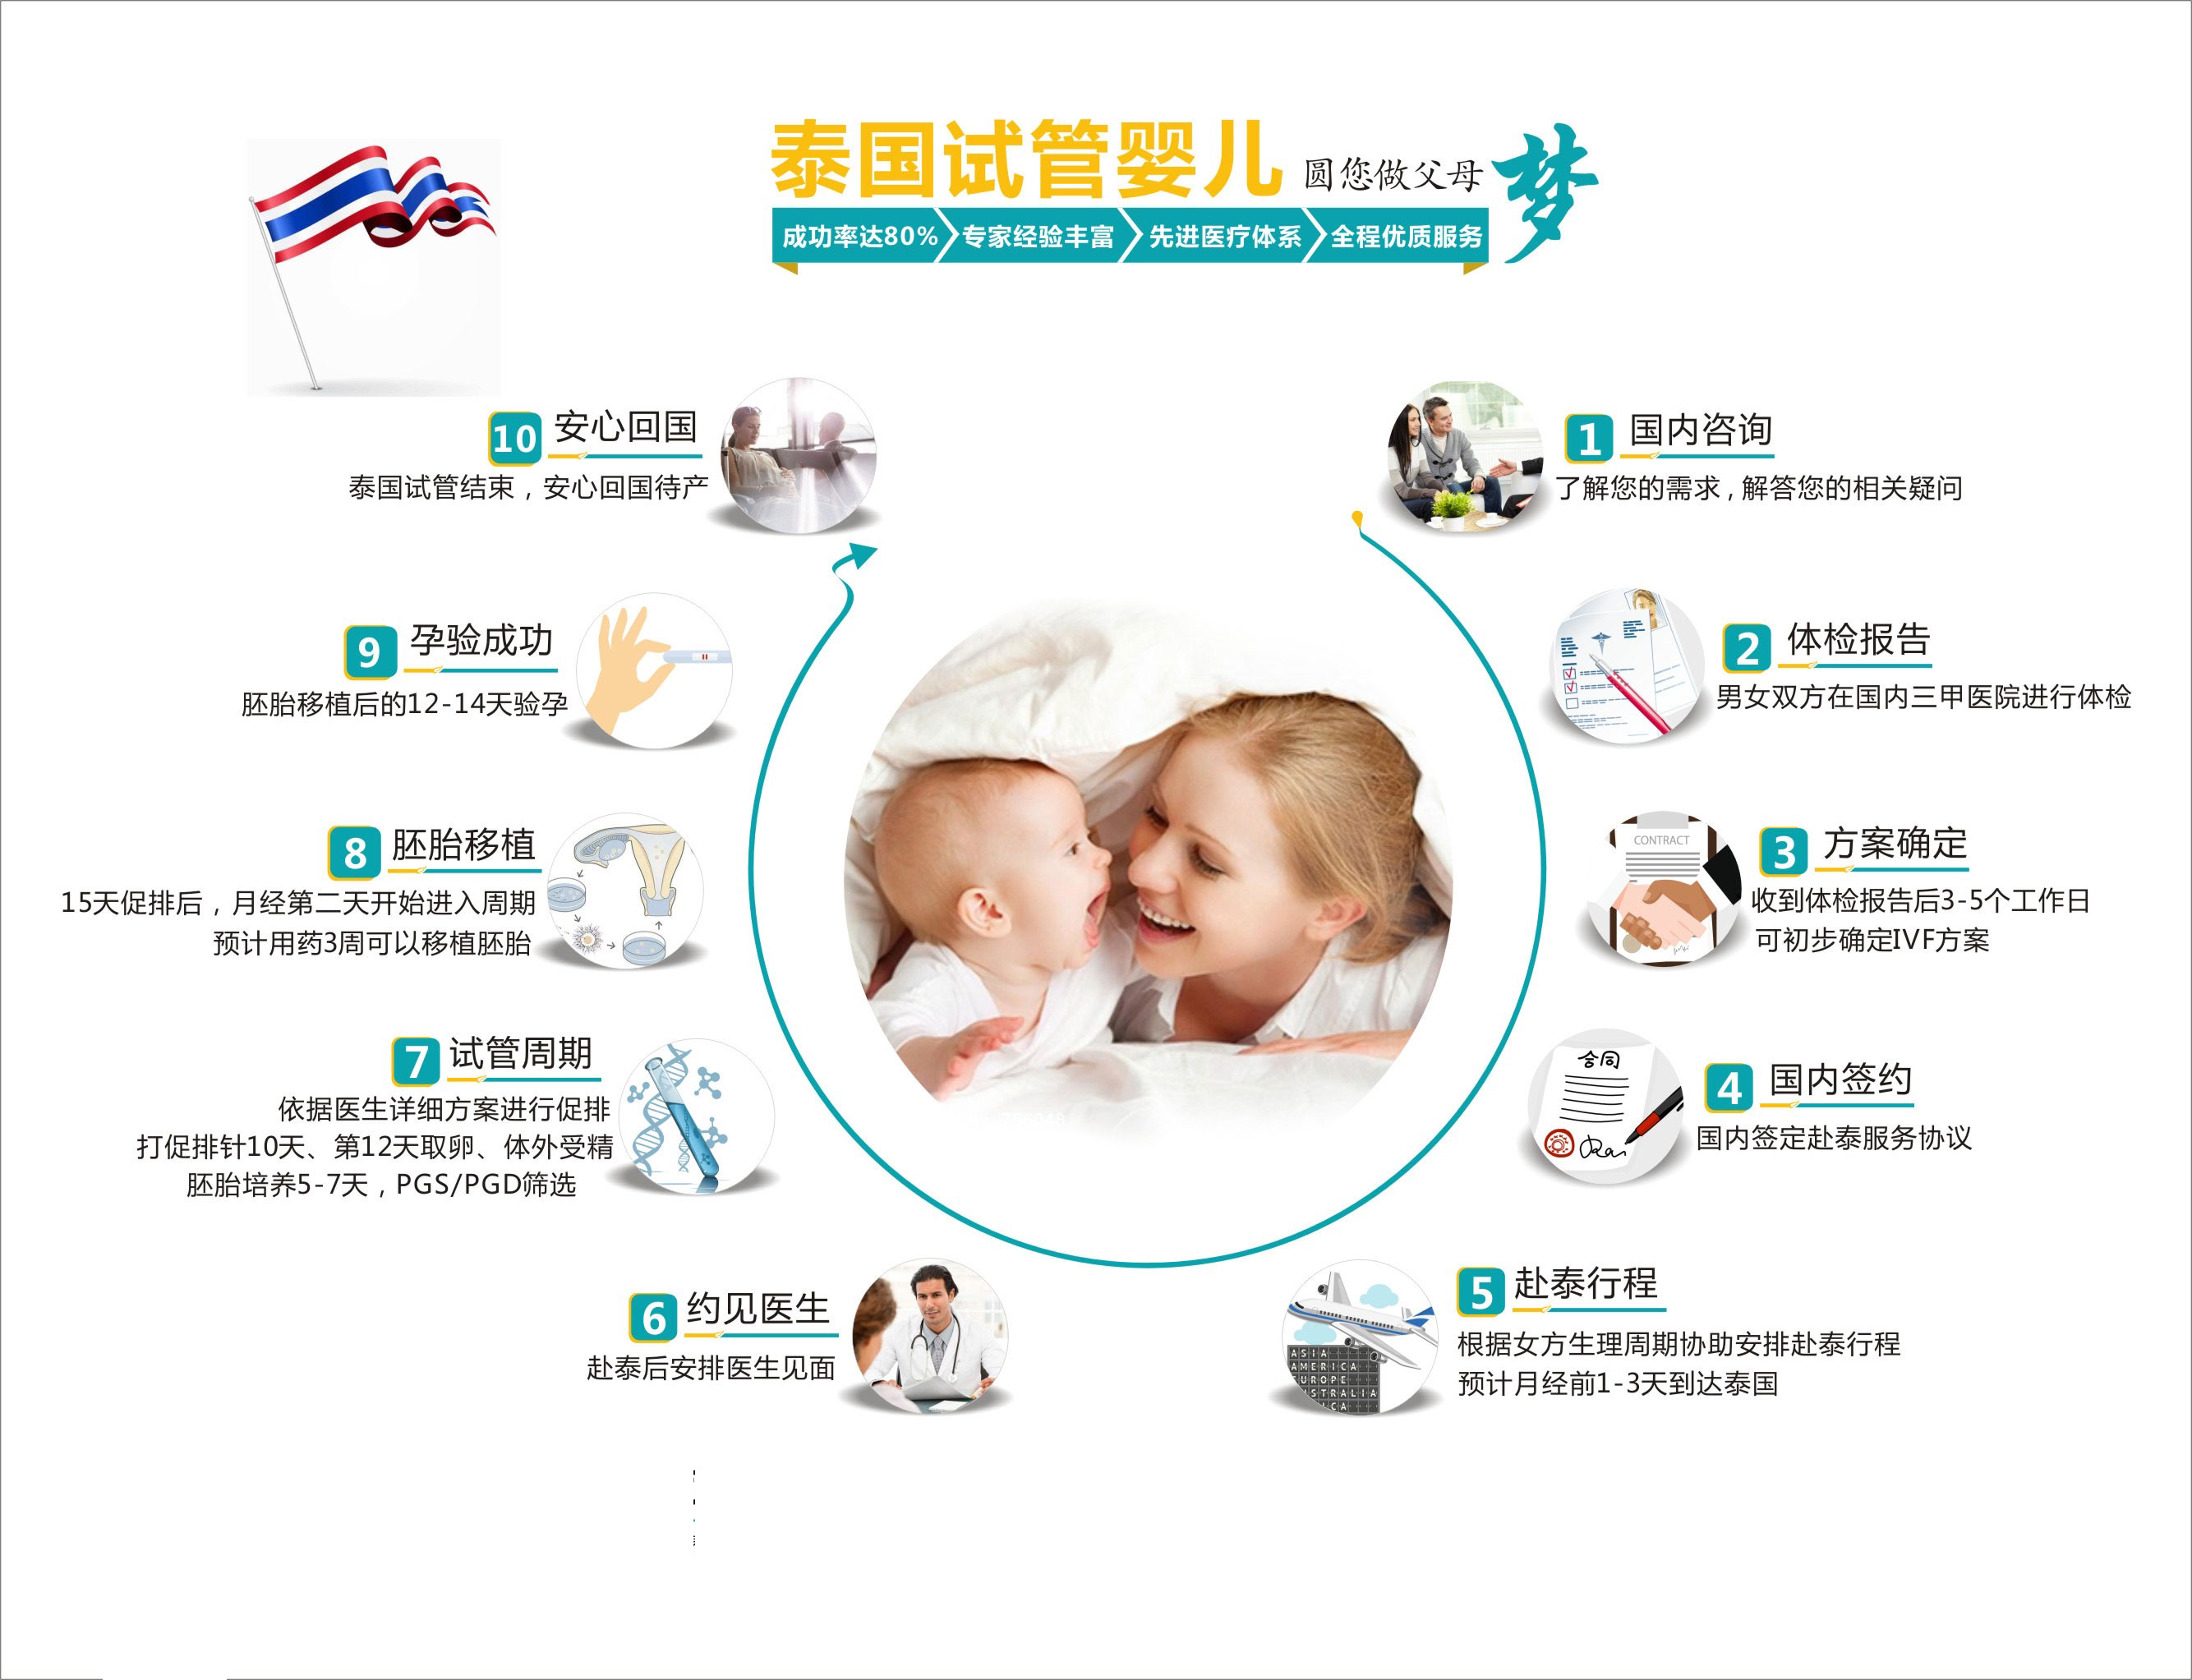 泰国试管婴儿 圆您做父母梦
成功率达80% 专家经验丰富 先进医疗体系 全程优质服务
1 国内咨询
了解您的需求，解答您的相关疑问
2 体检报告
男女双方在国内三甲医院进行体检
CONTRACT
3 方案确定
收到体检报告后3-5个工作日
可初步确定IVF方案
合同
4 国内签约
国内签定赴泰服务协议
5 赴泰行程
根据女方生理周期协助安排赴泰行程
预计月经前1-3天到达泰国
ASIA
AMERICA
UROPE
STRALIA
ICA
6 约见医生
赴泰后安排医生见面
7 试管周期
依据医生详细方案进行促排
打促排针10天、第12天取卵、体外受精
胚胎培养5-7天，PGS/PGD筛选
8 胚胎移植
15天促排后，月经第二天开始进入周期
预计用药3周可以移植胚胎
9 孕验成功
胚胎移植后的12-14天验孕
10 安心回国
泰国试管结束，安心回国待产